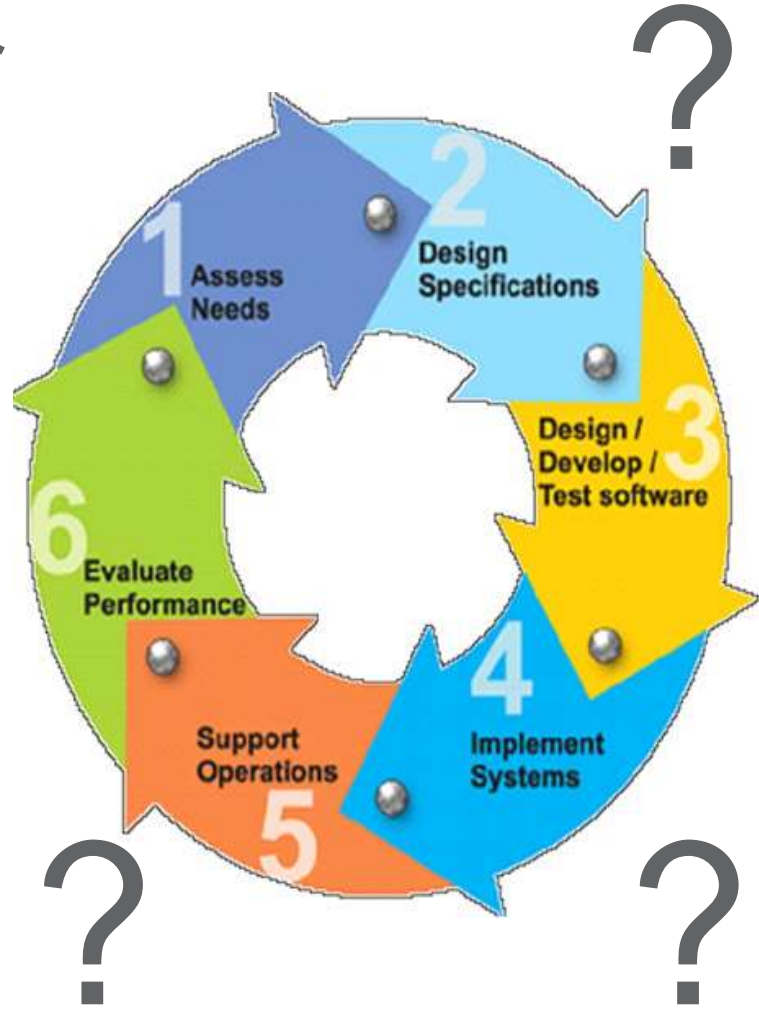 ?
1
Assess
Needs
2
Design
Specifications
3
Design /
Develop /
Test software
4
Implement
Systems
5
Support
Operations
6
Evaluate
Performance
?
?